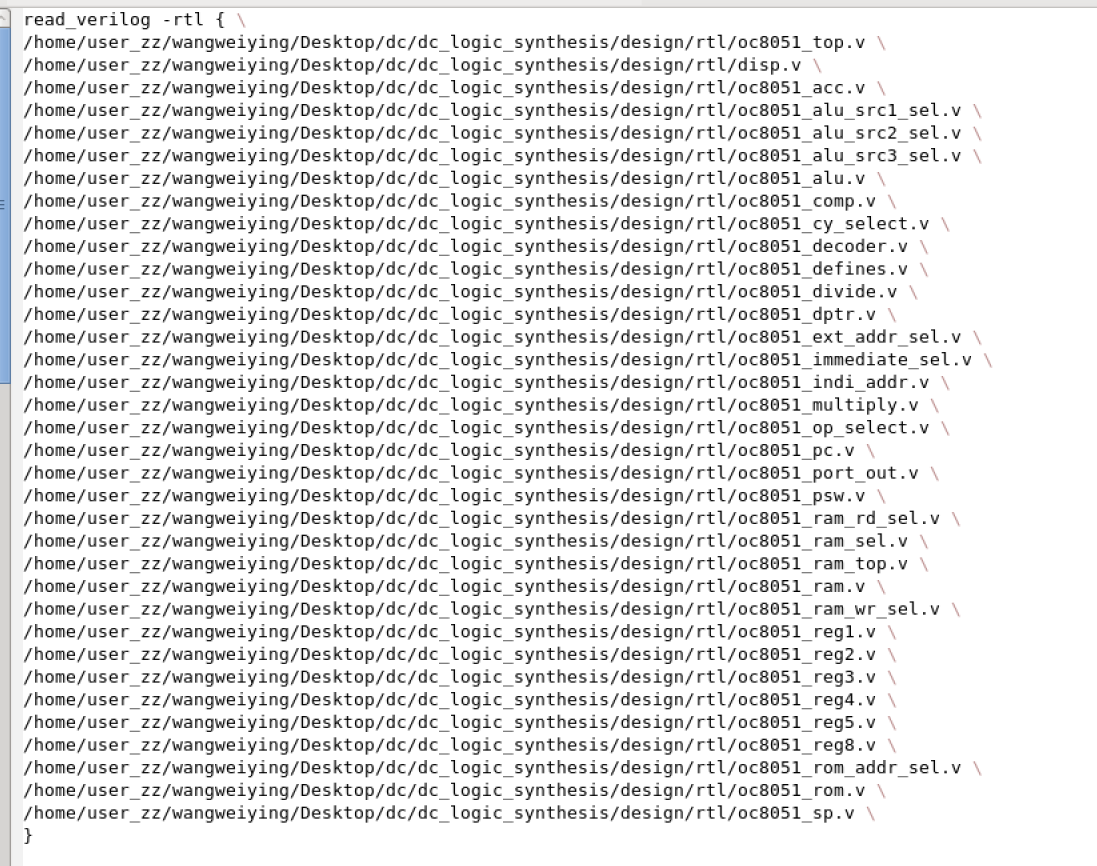 read_verilog -rtl { \
/home/user_zz/wangweiying/Desktop/dc/dc_logic_synthesis/design/rtl/oc8051_top.v \
/home/user_zz/wangweiying/Desktop/dc/dc_logic_synthesis/design/rtl/disp.v \
/home/user_zz/wangweiying/Desktop/dc/dc_logic_synthesis/design/rtl/oc8051_acc.v \
/home/user_zz/wangweiying/Desktop/dc/dc_logic_synthesis/design/rtl/oc8051_alu_src1_sel.v \
/home/user_zz/wangweiying/Desktop/dc/dc_logic_synthesis/design/rtl/oc8051_alu_src2_sel.v \
/home/user_zz/wangweiying/Desktop/dc/dc_logic_synthesis/design/rtl/oc8051_alu_src3_sel.v \
/home/user_zz/wangweiying/Desktop/dc/dc_logic_synthesis/design/rtl/oc8051_alu.v \
/home/user_zz/wangweiying/Desktop/dc/dc_logic_synthesis/design/rtl/oc8051_comp.v \
/home/user_zz/wangweiying/Desktop/dc/dc_logic_synthesis/design/rtl/oc8051_cy_select.v \
/home/user_zz/wangweiying/Desktop/dc/dc_logic_synthesis/design/rtl/oc8051_decoder.v \
/home/user_zz/wangweiying/Desktop/dc/dc_logic_synthesis/design/rtl/oc8051_defines.v \
/home/user_zz/wangweiying/Desktop/dc/dc_logic_synthesis/design/rtl/oc8051_divide.v \
/home/user_zz/wangweiying/Desktop/dc/dc_logic_synthesis/design/rtl/oc8051_dptr.v \
/home/user_zz/wangweiying/Desktop/dc/dc_logic_synthesis/design/rtl/oc8051_ext_addr_sel.v \
/home/user_zz/wangweiying/Desktop/dc/dc_logic_synthesis/design/rtl/oc8051_immediate_sel.v \
/home/user_zz/wangweiying/Desktop/dc/dc_logic_synthesis/design/rtl/oc8051_indi_addr.v \
/home/user_zz/wangweiying/Desktop/dc/dc_logic_synthesis/design/rtl/oc8051_multiply.v \
/home/user_zz/wangweiying/Desktop/dc/dc_logic_synthesis/design/rtl/oc8051_op_select.v \
/home/user_zz/wangweiying/Desktop/dc/dc_logic_synthesis/design/rtl/oc8051_pc.v \
/home/user_zz/wangweiying/Desktop/dc/dc_logic_synthesis/design/rtl/oc8051_port_out.v \
/home/user_zz/wangweiying/Desktop/dc/dc_logic_synthesis/design/rtl/oc8051_psw.v \
/home/user_zz/wangweiying/Desktop/dc/dc_logic_synthesis/design/rtl/oc8051_ram_rd_sel.v \
/home/user_zz/wangweiying/Desktop/dc/dc_logic_synthesis/design/rtl/oc8051_ram_sel.v \
/home/user_zz/wangweiying/Desktop/dc/dc_logic_synthesis/design/rtl/oc8051_ram_top.v \
/home/user_zz/wangweiying/Desktop/dc/dc_logic_synthesis/design/rtl/oc8051_ram.v \
/home/user_zz/wangweiying/Desktop/dc/dc_logic_synthesis/design/rtl/oc8051_ram_wr_sel.v \
/home/user_zz/wangweiying/Desktop/dc/dc_logic_synthesis/design/rtl/oc8051_reg1.v \
/home/user_zz/wangweiying/Desktop/dc/dc_logic_synthesis/design/rtl/oc8051_reg2.v \
/home/user_zz/wangweiying/Desktop/dc/dc_logic_synthesis/design/rtl/oc8051_reg3.v \
/home/user_zz/wangweiying/Desktop/dc/dc_logic_synthesis/design/rtl/oc8051_reg4.v \
/home/user_zz/wangweiying/Desktop/dc/dc_logic_synthesis/design/rtl/oc8051_reg5.v \
/home/user_zz/wangweiying/Desktop/dc/dc_logic_synthesis/design/rtl/oc8051_reg8.v \
/home/user_zz/wangweiying/Desktop/dc/dc_logic_synthesis/design/rtl/oc8051_rom_addr_sel.v \
/home/user_zz/wangweiying/Desktop/dc/dc_logic_synthesis/design/rtl/oc8051_rom.v \
/home/user_zz/wangweiying/Desktop/dc/dc_logic_synthesis/design/rtl/oc8051_sp.v \
}